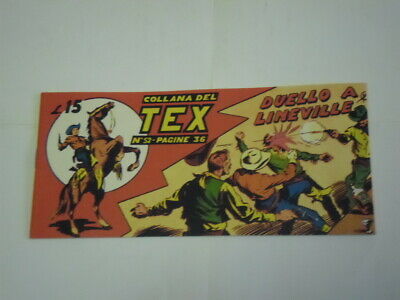 L.15
COLLANA DEL
TEX
N° 52 - PAGINE 36
DUELLO A
LINEVILLE